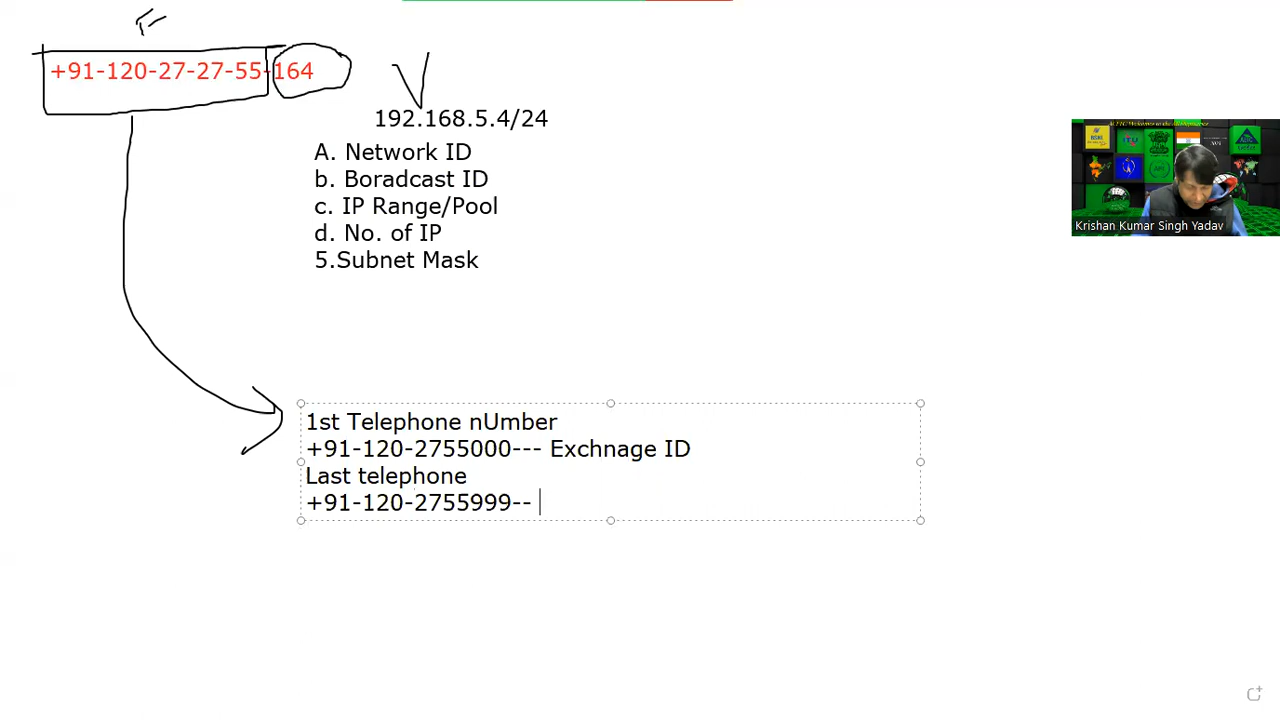 F
+91-120-27-27-55-164
V
192.168.5.4/24
A. Network ID
b. Boradcast ID
c. IP Range/Pool
d. No. of IP
5.Subnet Mask
1st Telephone nUmber
+91-120-2755000--- Exchnage ID
Last telephone
+91-120-2755999--
Krishan Kumar Singh Yadav